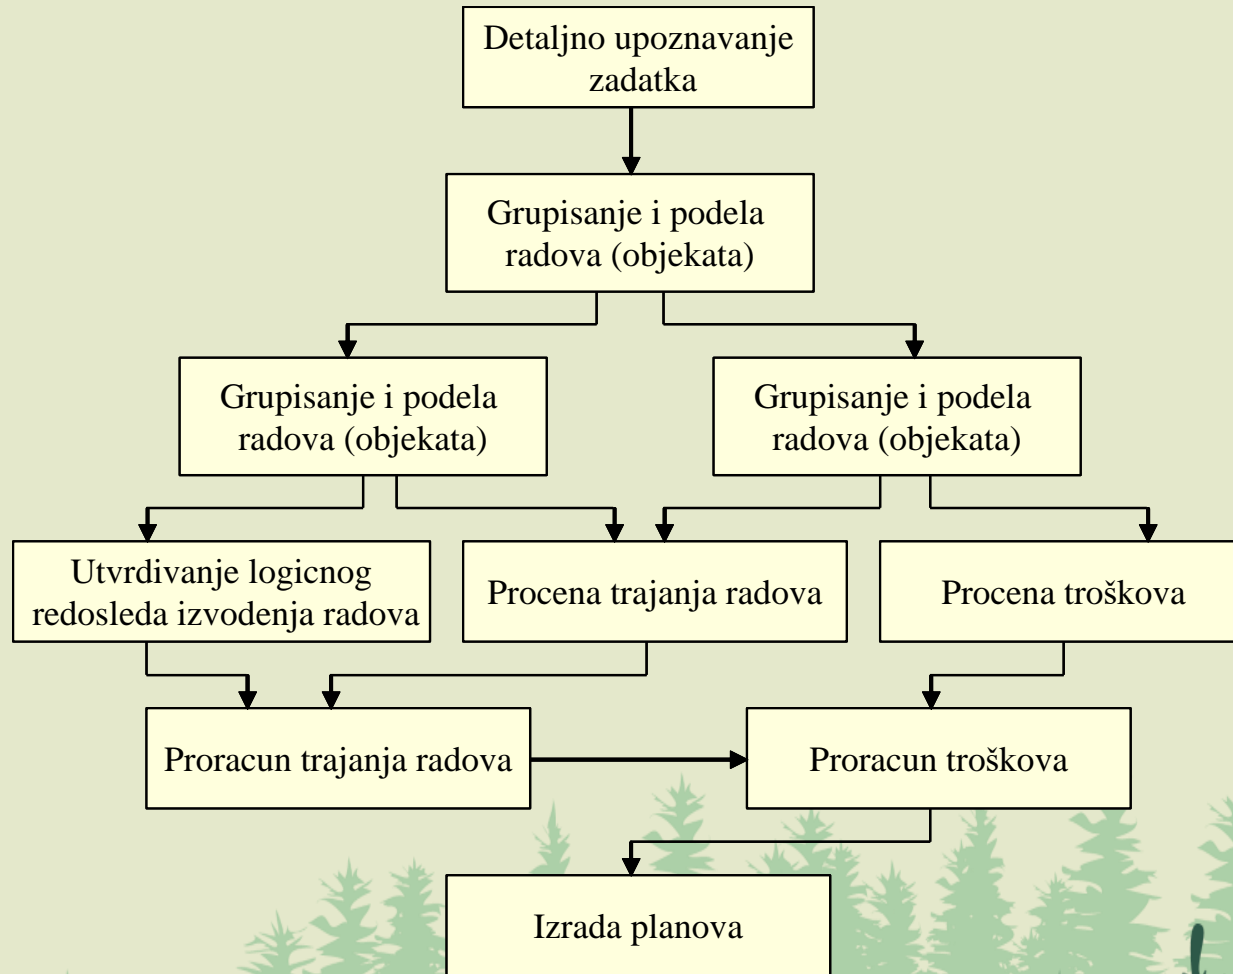 Detaljno upoznavanje
zadatka
Grupisanje i podela
radova (objekata)
Grupisanje i podela
radova (objekata)
Grupisanje i podela
radova (objekata)
Utvrdivanje logicnog
redosleda izvodenja radova
Procena trajanja radova
Procena troškova
Proracun trajanja radova
Proracun troškova
Izrada planova